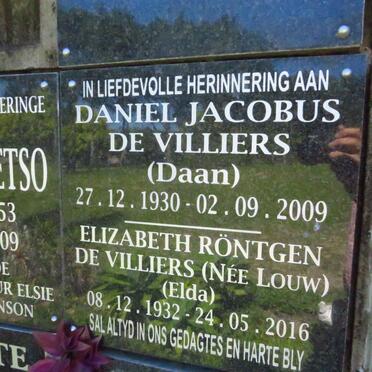 IN LIEFDEVOLLE HERINNERING AAN
DANIEL JACOBUS
DE VILLIERS
(Daan)
27.12.1930 - 02.09.2009
ELIZABETH RÖNTGEN
DE VILLIERS (NÉE LOUW)
(Elda)
08.12.1932 - 24.05.2016
SAL ALTYD IN ONS GEDAGTES EN HARTE BLY
ERINGE
ETSO
53
09
DE
UR ELSIE
NSON
TE